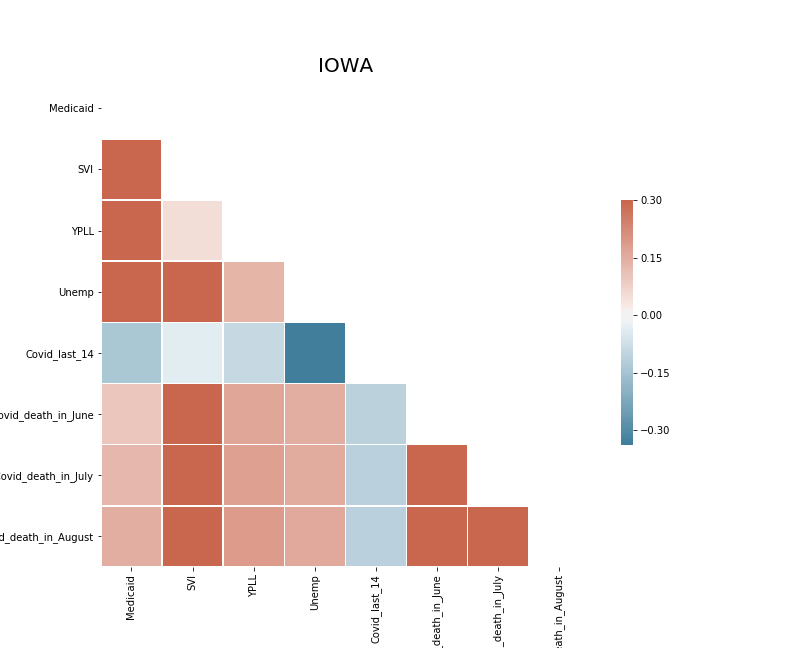 IOWA
Medicaid
SVI
YPLL
Unemp
Covid_last_14
ovid_death_in_June
ovid_death_in_July
d_death_in_August
0.30
0.15
0.00
−0.15
−0.30
Medicaid
SVI
YPLL
Unemp
Covid_last_14
_death_in_June
_death_in_July
eath_in_August